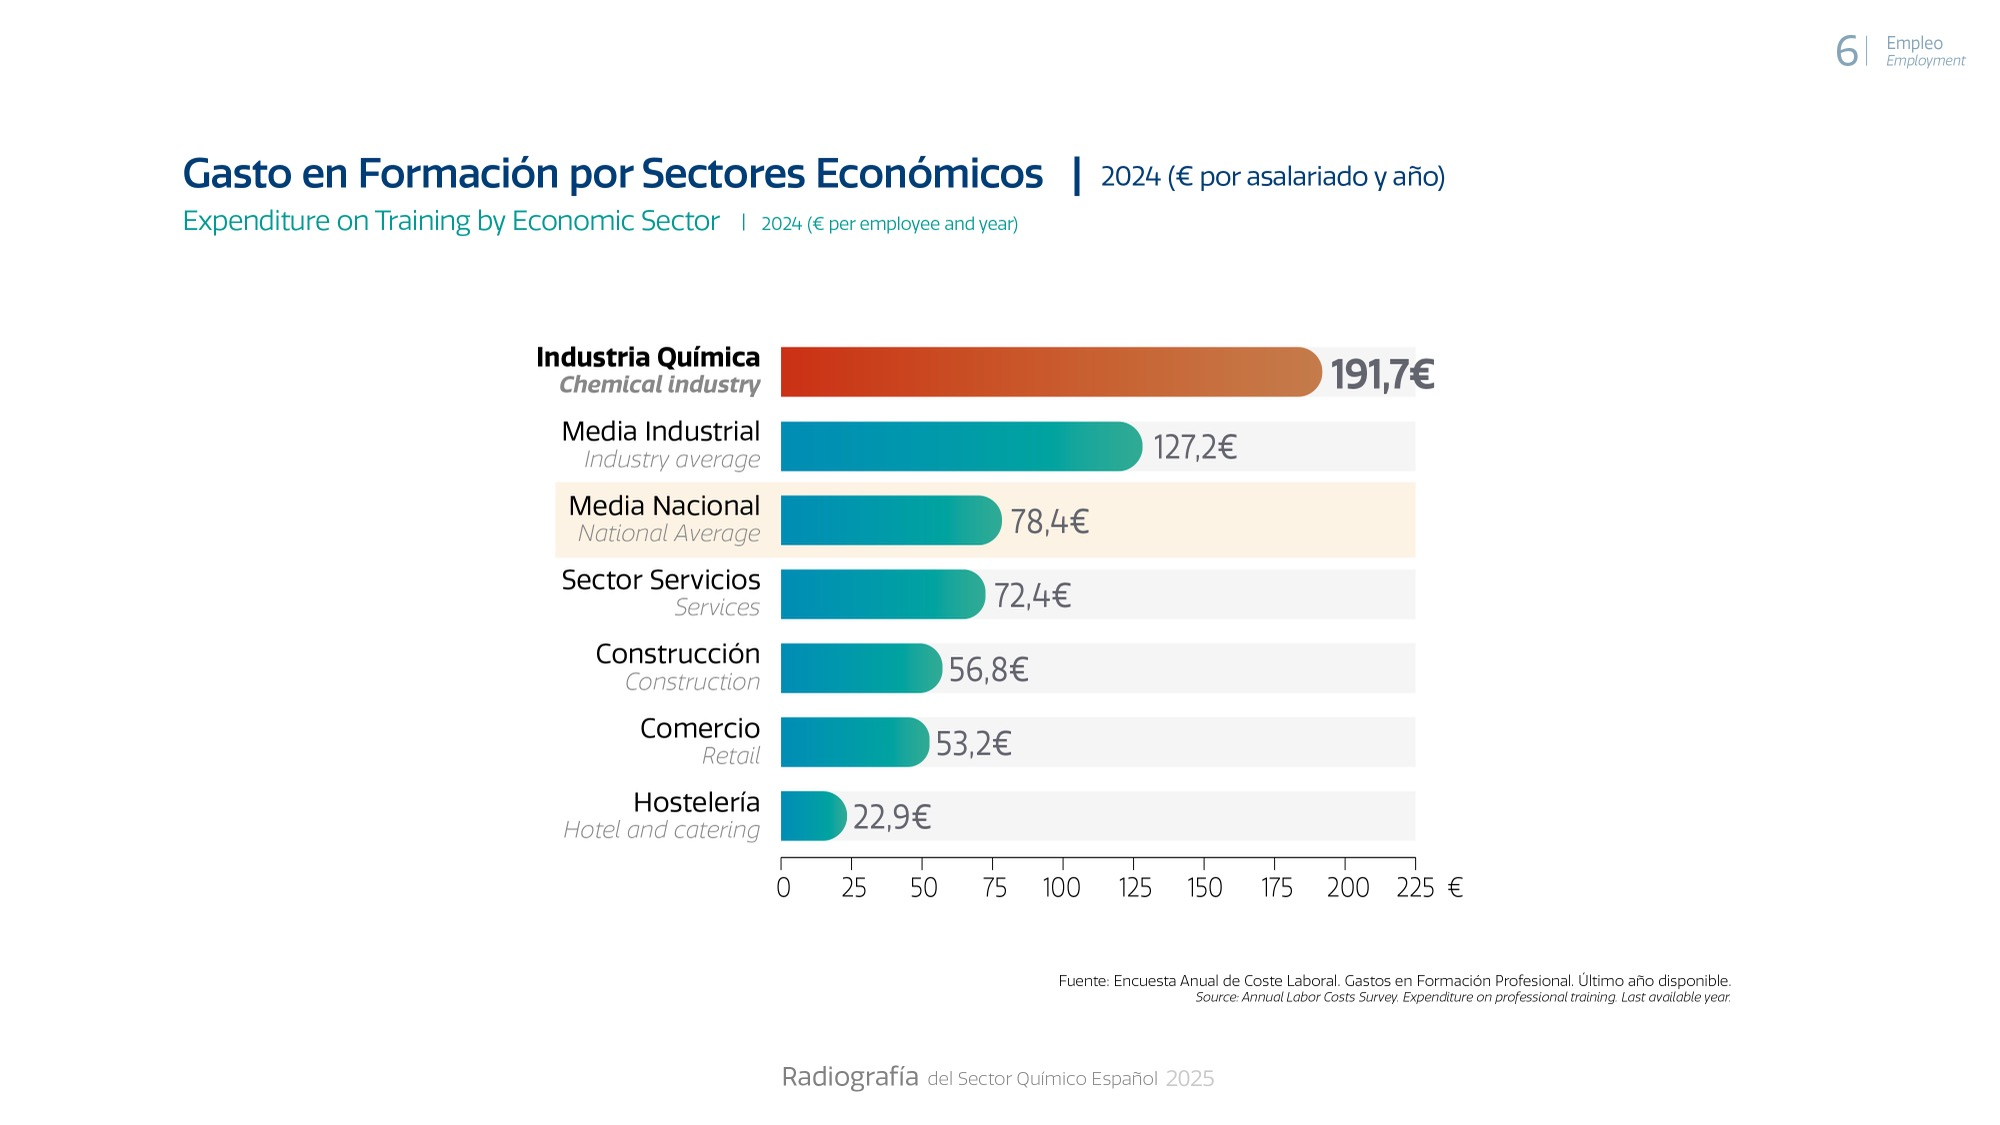 6 | Empleo
Employment
Gasto en Formación por Sectores Económicos | 2024 (€ por asalariado y año)
Expenditure on Training by Economic Sector | 2024 (€ per employee and year)
Industria Química
Chemical industry
191,7€
Media Industrial
Industry average
127,2€
Media Nacional
National Average
78,4€
Sector Servicios
Services
72,4€
Construcción
Construction
56,8€
Comercio
Retail
53,2€
Hostelería
Hotel and catering
22,9€
0 25 50 75 100 125 150 175 200 225 €
Fuente: Encuesta Anual de Coste Laboral. Gastos en Formación Profesional. Último año disponible.
Source: Annual Labor Costs Survey. Expenditure on professional training. Last available year.
Radiografía del Sector Químico Español 2025